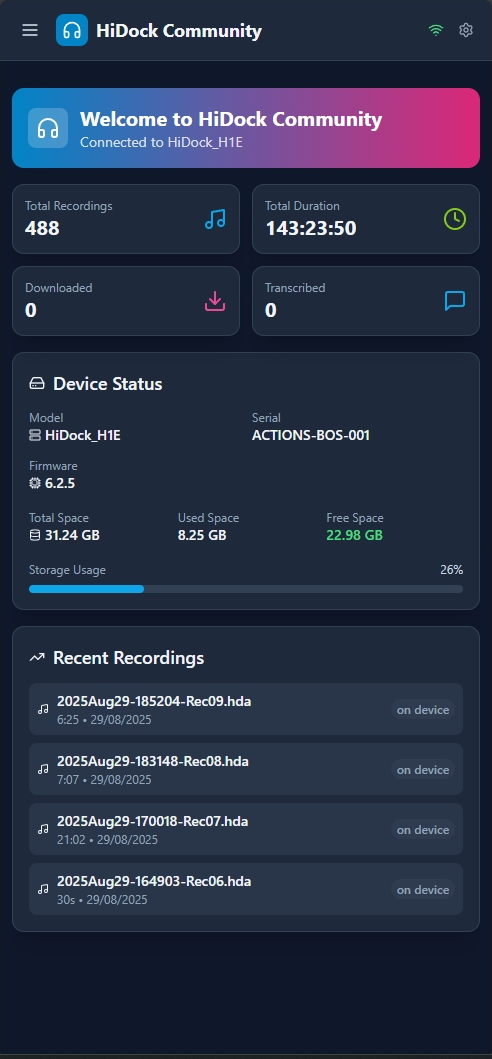 HiDock Community
Welcome to HiDock Community
Connected to HiDock_H1E
Total Recordings
488
Total Duration
143:23:50
Downloaded
0
Transcribed
0
Device Status
Model
HiDock_H1E
Serial
ACTIONS-BOS-001
Firmware
6.2.5
Total Space
31.24 GB
Used Space
8.25 GB
Free Space
22.98 GB
Storage Usage
26%
Recent Recordings
2025Aug29-185204-Rec09.hda
6:25 • 29/08/2025
on device
2025Aug29-183148-Rec08.hda
7:07 • 29/08/2025
on device
2025Aug29-170018-Rec07.hda
21:02 • 29/08/2025
on device
2025Aug29-164903-Rec06.hda
30s • 29/08/2025
on device